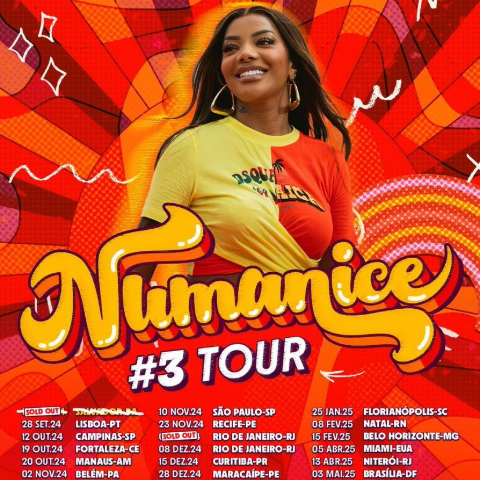 DSQUA
Numanice
#3 TOUR
SOLD OUT SALVADOR-BA
28 SET.24 LISBOA-PT
12 OUT.24 CAMPINAS-SP
19 OUT.24 FORTALEZA-CE
20 OUT.24 MANAUS-AM
02 NOV.24 BELÉM-PA
10 NOV.24 SÃO PAULO-SP
23 NOV.24 RECIFE-PE
SOLD OUT RIO DE JANEIRO-RJ
08 DEZ.24 RIO DE JANEIRO-RJ
15 DEZ.24 CURITIBA-PR
28 DEZ.24 MARACAÍPE-PE
25 JAN.25 FLORIANÓPOLIS-SC
08 FEV.25 NATAL-RN
15 FEV.25 BELO HORIZONTE-MG
05 ABR.25 MIAMI-EUA
13 ABR.25 NITERÓI-RJ
03 MAI.25 BRASÍLIA-DF